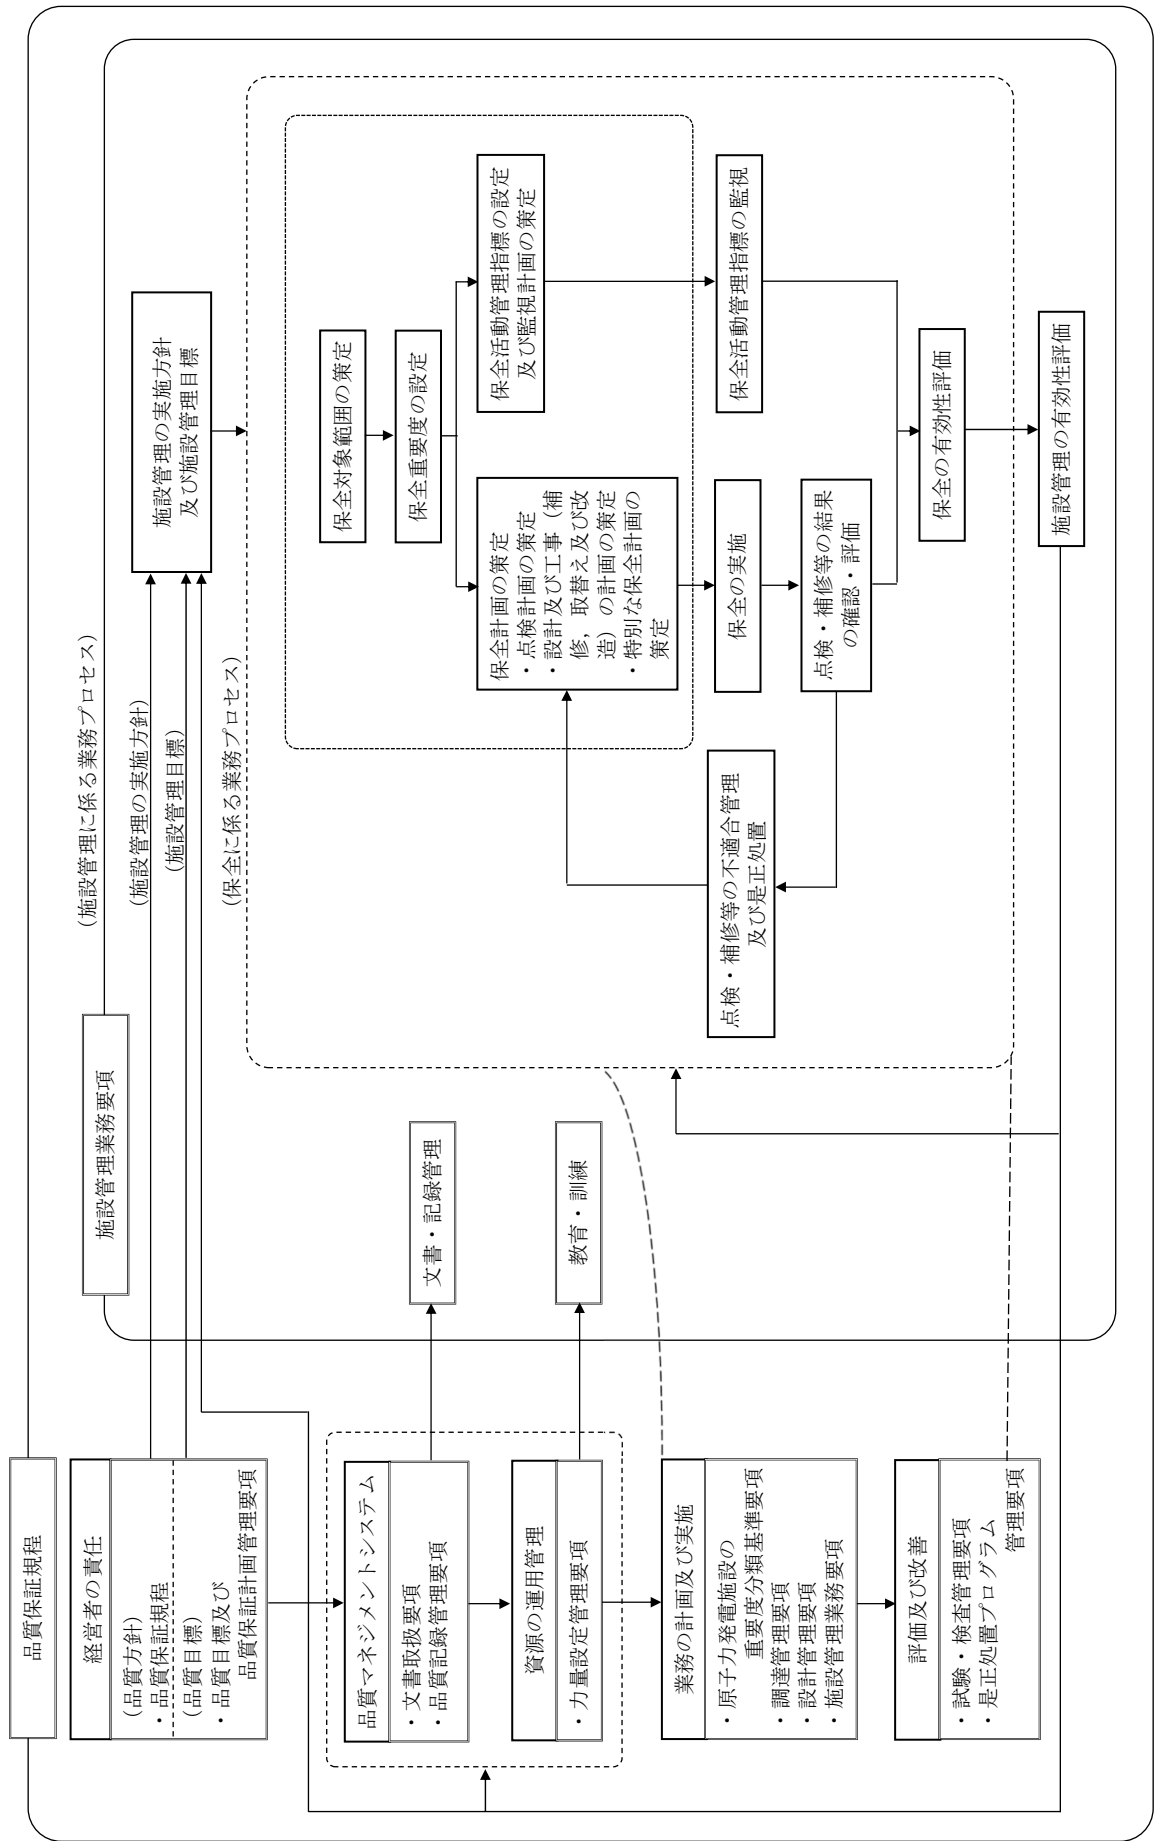 品質保証規程
経営者の責任
(品質方針)
・品質保証規程
(品質目標)
・品質目標及び
品質保証計画管理要項
品質マネジメントシステム
・文書取扱要項
・品質記録管理要項
資源の運用管理
・力量設定管理要項
業務の計画及び実施
・原子力発電施設の
重要度分類基準要項
・調達管理要項
・設計管理要項
・施設管理業務要項
評価及び改善
・試験・検査管理要項
・是正処置プログラム
管理要項
施設管理業務要項
(施設管理に係る業務プロセス)
(施設管理の実施方針)
(施設管理目標)
(保全に係る業務プロセス)
文書・記録管理
教育・訓練
施設管理の実施方針
及び施設管理目標
保全対象範囲の策定
保全重要度の設定
保全計画の策定
・点検計画の策定
・設計及び工事（補
修，取替え及び改
造）の計画の策定
・特別な保全計画の
策定
保全活動管理指標の設定
及び監視計画の策定
保全の実施
保全活動管理指標の監視
点検・補修等の結果
の確認・評価
点検・補修等の不適合管理
及び是正処置
保全の有効性評価
施設管理の有効性評価